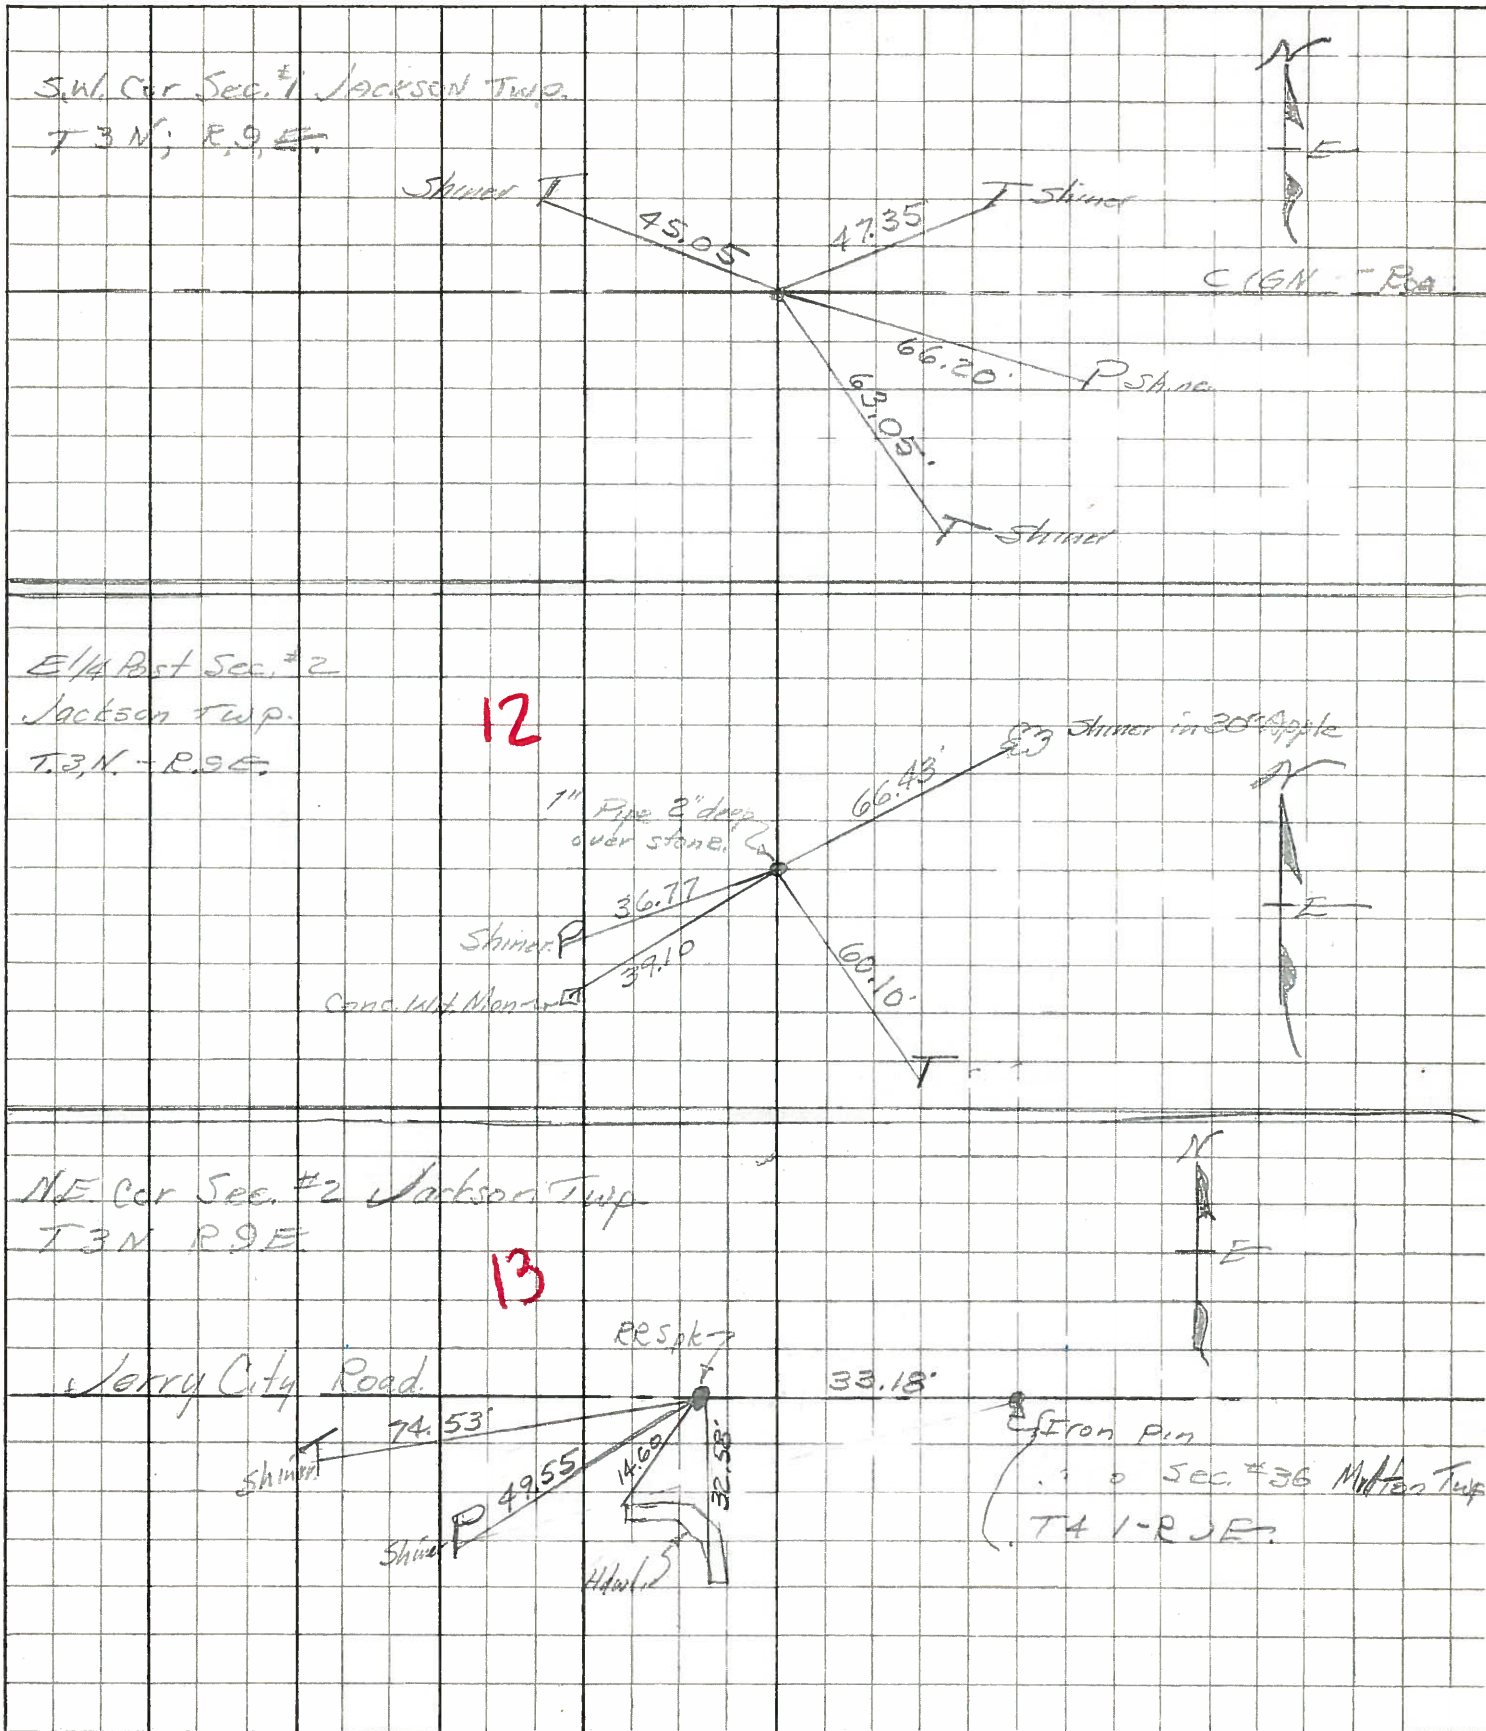 S.W. Cor Sec. #1 Jackson Twp.
T 3 N; R. 9, E.
N
E
Shiner T
45.05
47.35'
T Shiner
66.20'
P Shiner
63.05'
T Shiner
E 1/4 Post Sec. #2
Jackson Twp.
T. 3, N. - R. 9 E.
12
Shiner in 30" Apple
N
E
66.43'
1" Pipe 2" deep
over stone.
36.77
Shiner P
39.10
Conc. Wit. Mon
60.10'
T
N.E. Cor Sec. #2 Jackson Twp
T 3 N R 9 E
13
N
E
RR Spk
Jerry City Road.
33.18'
74.53'
Shiner T
49.55
Shiner P
14.60
32.58'
Hdwl.
Iron Pin
Sec. #36 Milton Twp
T 4